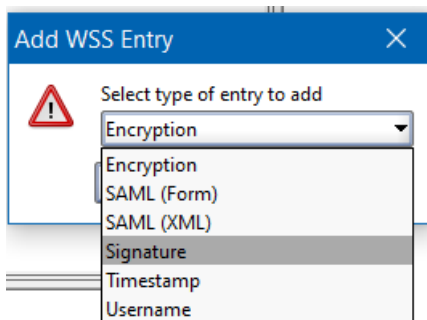 Add WSS Entry
Select type of entry to add
Encryption
Encryption
SAML (Form)
SAML (XML)
Signature
Timestamp
Username